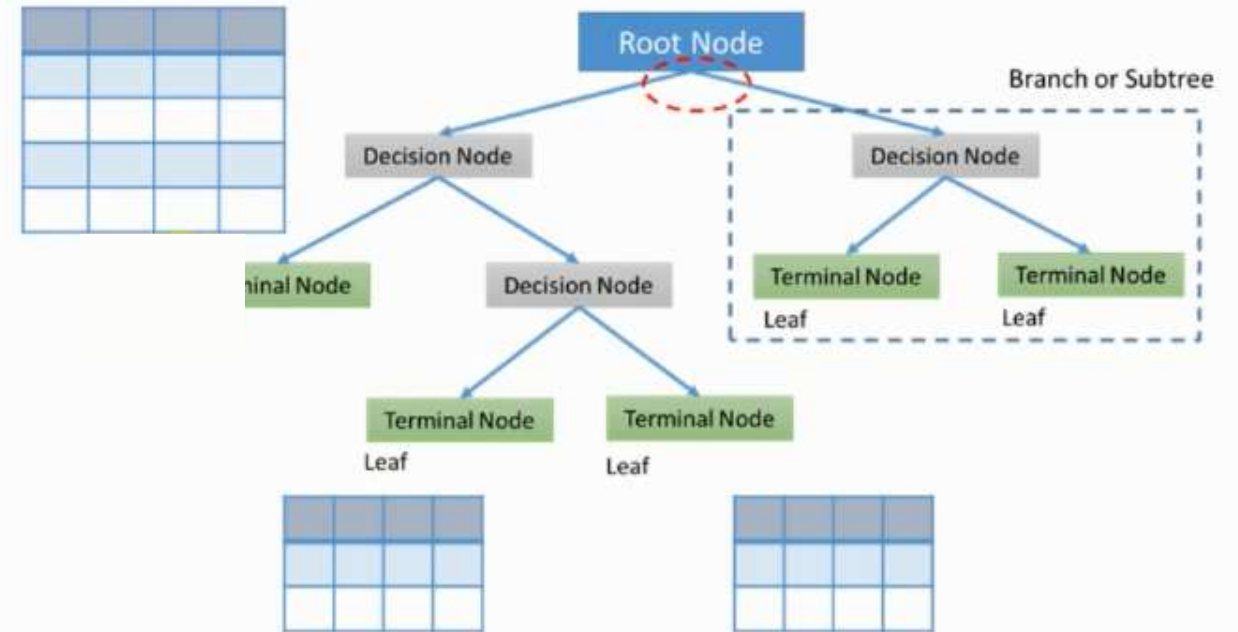 Root Node
Branch or Subtree
Decision Node
Decision Node
minal Node
Decision Node
Terminal Node
Terminal Node
Leaf
Leaf
Terminal Node
Terminal Node
Leaf
Leaf